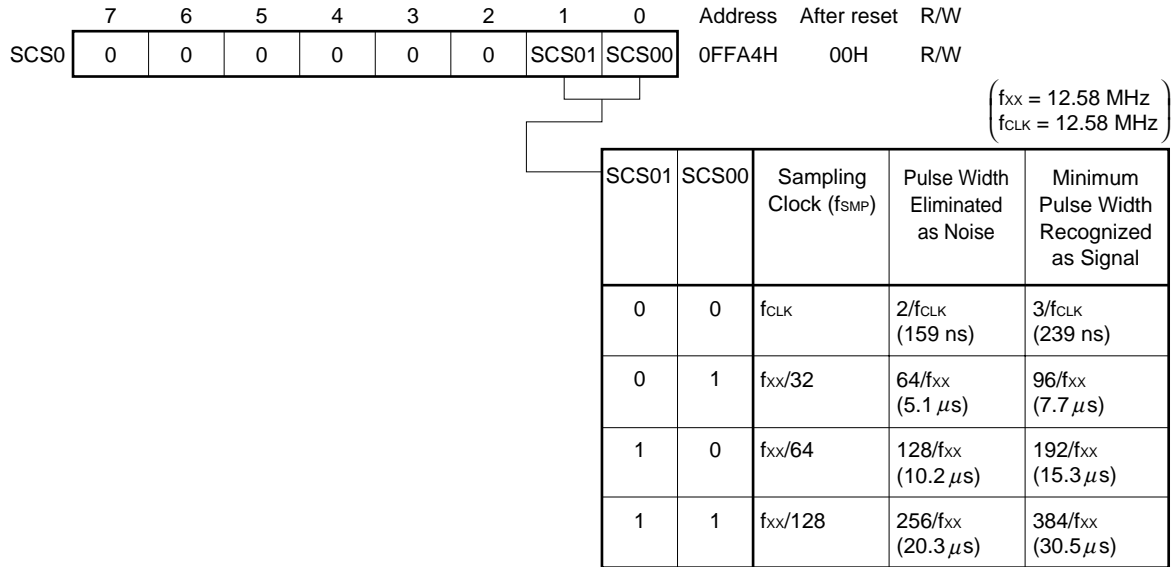 7 6 5 4 3 2 1 0 Address After reset R/W
SCS0 0 0 0 0 0 0 SCS01 SCS00 0FFA4H 00H R/W
fXX = 12.58 MHz
fCLK = 12.58 MHz
SCS01 SCS00 Sampling Clock (fSMP) Pulse Width Eliminated as Noise Minimum Pulse Width Recognized as Signal
0 0 fCLK 2/fCLK (159 ns) 3/fCLK (239 ns)
0 1 fXX/32 64/fXX (5.1 μs) 96/fXX (7.7 μs)
1 0 fXX/64 128/fXX (10.2 μs) 192/fXX (15.3 μs)
1 1 fXX/128 256/fXX (20.3 μs) 384/fXX (30.5 μs)